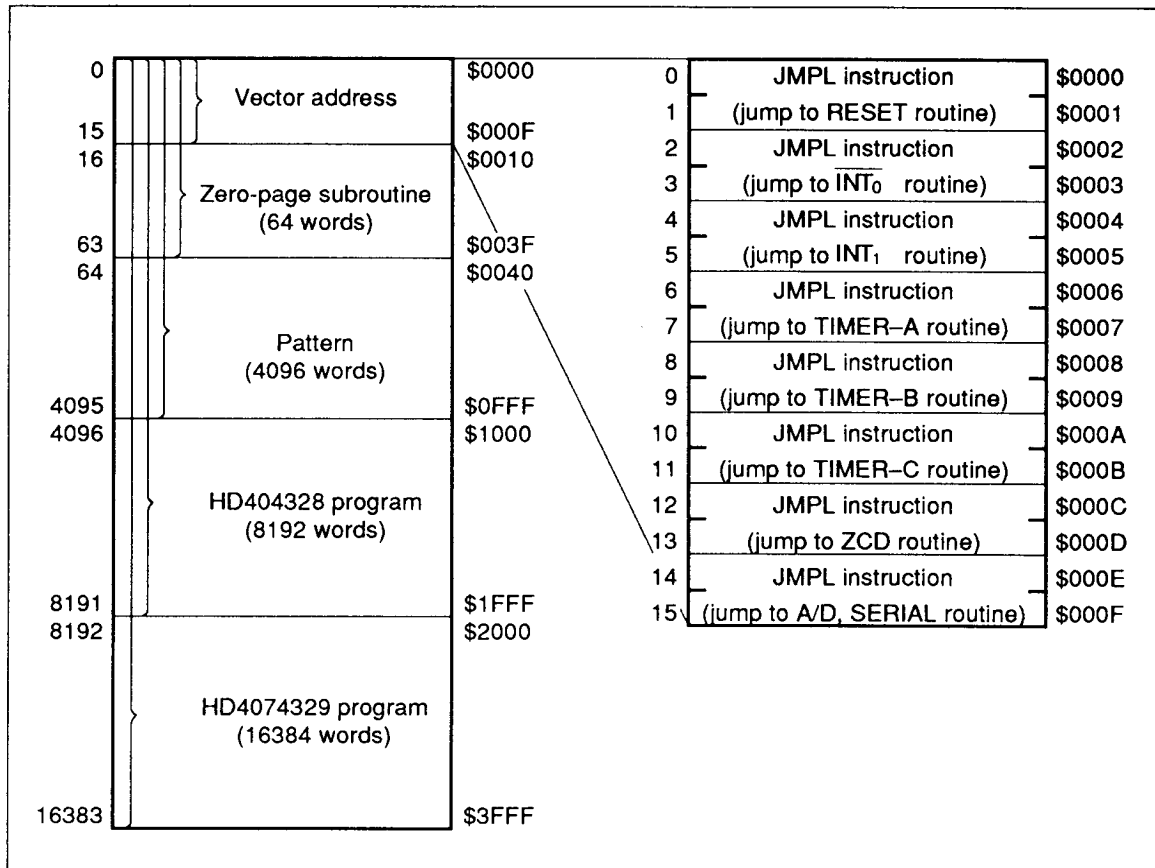 0
$0000
Vector address
15
$000F
16
$0010
Zero-page subroutine
(64 words)
63
$003F
64
$0040
Pattern
(4096 words)
4095
$0FFF
4096
$1000
HD404328 program
(8192 words)
8191
$1FFF
8192
$2000
HD4074329 program
(16384 words)
16383
$3FFF
0 JMPL instruction $0000
1 (jump to RESET routine) $0001
2 JMPL instruction $0002
3 (jump to INT₀ routine) $0003
4 JMPL instruction $0004
5 (jump to INT₁ routine) $0005
6 JMPL instruction $0006
7 (jump to TIMER–A routine) $0007
8 JMPL instruction $0008
9 (jump to TIMER–B routine) $0009
10 JMPL instruction $000A
11 (jump to TIMER–C routine) $000B
12 JMPL instruction $000C
13 (jump to ZCD routine) $000D
14 JMPL instruction $000E
15 (jump to A/D, SERIAL routine) $000F